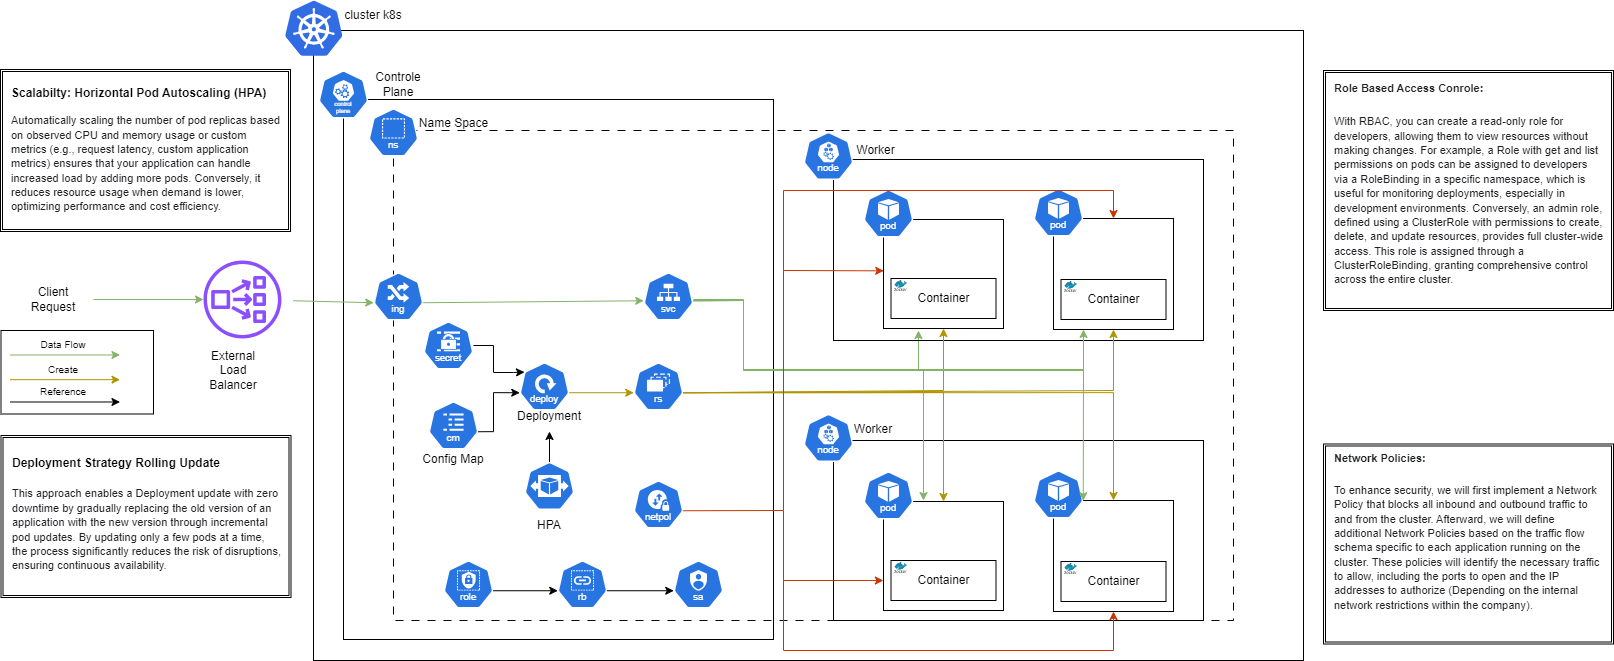 cluster k8s
Scalabilty: Horizontal Pod Autoscaling (HPA)
Automatically scaling the number of pod replicas based
on observed CPU and memory usage or custom
metrics (e.g., request latency, custom application
metrics) ensures that your application can handle
increased load by adding more pods. Conversely, it
reduces resource usage when demand is lower,
optimizing performance and cost efficiency.
Client
Request
External
Load
Balancer
Data Flow
Create
Reference
Deployment Strategy Rolling Update
This approach enables a Deployment update with zero
downtime by gradually replacing the old version of an
application with the new version through incremental
pod updates. By updating only a few pods at a time,
the process significantly reduces the risk of disruptions,
ensuring continuous availability.
control
plane
Controle
Plane
ns
Name Space
ing
svc
secret
deploy
Deployment
rs
cm
Config Map
HPA
netpol
role
rb
sa
node
Worker
pod
docker
Container
pod
docker
Container
node
Worker
pod
docker
Container
pod
docker
Container
Role Based Access Conrole:
With RBAC, you can create a read-only role for
developers, allowing them to view resources without
making changes. For example, a Role with get and list
permissions on pods can be assigned to developers
via a RoleBinding in a specific namespace, which is
useful for monitoring deployments, especially in
development environments. Conversely, an admin role,
defined using a ClusterRole with permissions to create,
delete, and update resources, provides full cluster-wide
access. This role is assigned through a
ClusterRoleBinding, granting comprehensive control
across the entire cluster.
Network Policies:
To enhance security, we will first implement a Network
Policy that blocks all inbound and outbound traffic to
and from the cluster. Afterward, we will define
additional Network Policies based on the traffic flow
schema specific to each application running on the
cluster. These policies will identify the necessary traffic
to allow, including the ports to open and the IP
addresses to authorize (Depending on the internal
network restrictions within the company).